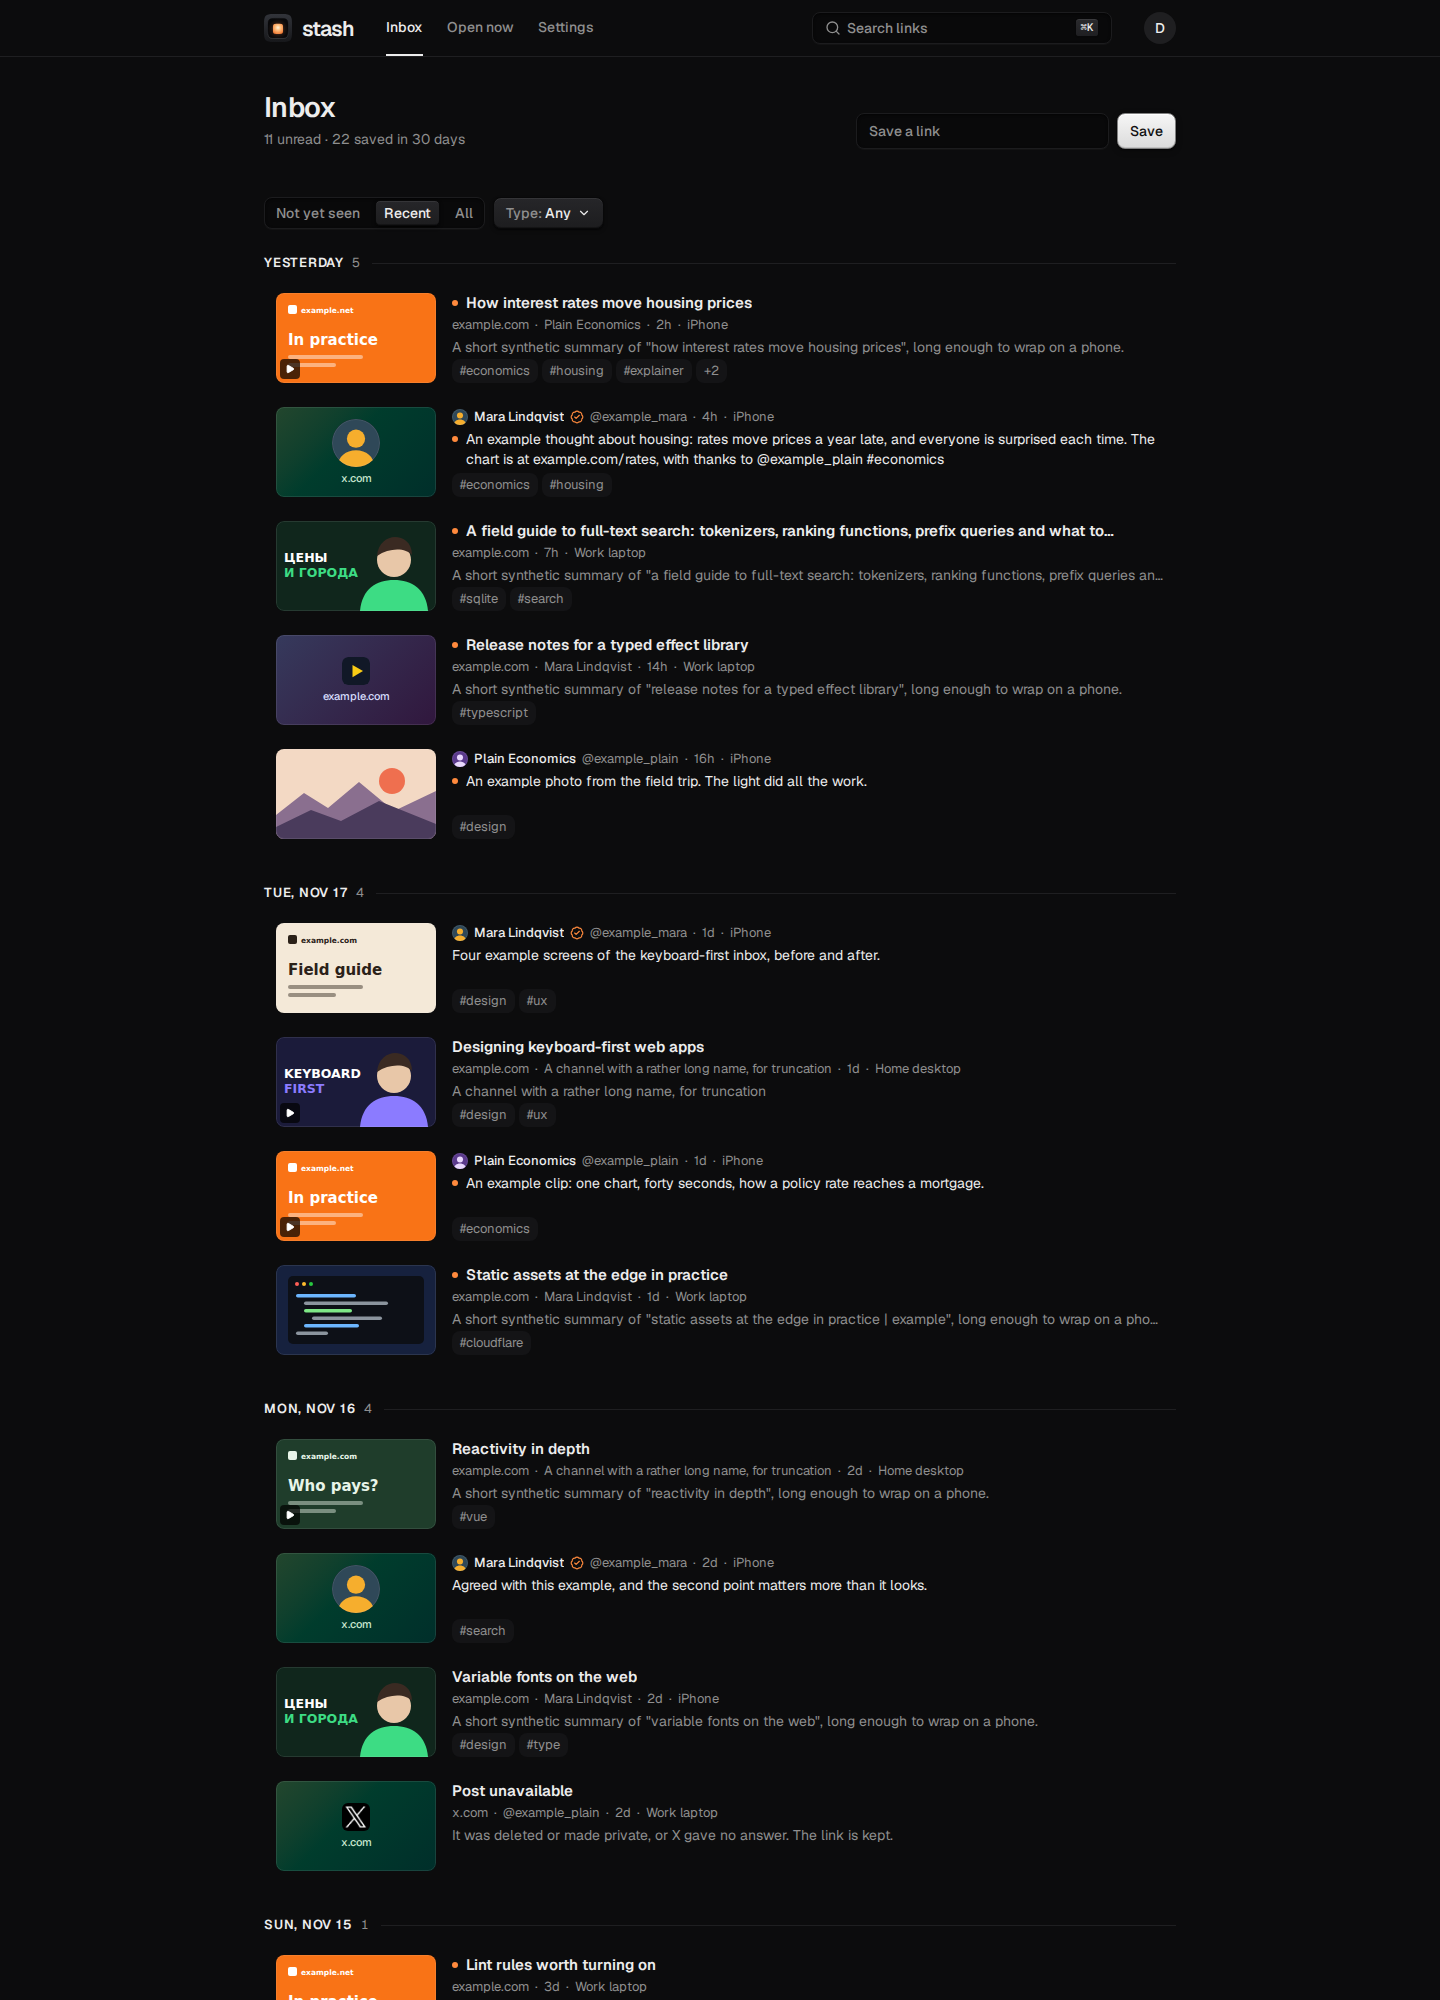 stash
Inbox
Open now
Settings
Search links
⌘K
D
Inbox
11 unread · 22 saved in 30 days
Save a link
Save
Not yet seen
Recent
All
Type: Any
YESTERDAY 5
example.net
In practice
How interest rates move housing prices
example.com · Plain Economics · 2h · iPhone
A short synthetic summary of "how interest rates move housing prices", long enough to wrap on a phone.
#economics #housing #explainer +2
x.com
Mara Lindqvist @example_mara · 4h · iPhone
An example thought about housing: rates move prices a year late, and everyone is surprised each time. The
chart is at example.com/rates, with thanks to @example_plain #economics
#economics #housing
ЦЕНЫ
И ГОРОДА
A field guide to full-text search: tokenizers, ranking functions, prefix queries and what to…
example.com · 7h · Work laptop
A short synthetic summary of "a field guide to full-text search: tokenizers, ranking functions, prefix queries an…
#sqlite #search
example.com
Release notes for a typed effect library
example.com · Mara Lindqvist · 14h · Work laptop
A short synthetic summary of "release notes for a typed effect library", long enough to wrap on a phone.
#typescript
Plain Economics @example_plain · 16h · iPhone
An example photo from the field trip. The light did all the work.
#design
TUE, NOV 17 4
example.com
Field guide
Mara Lindqvist @example_mara · 1d · iPhone
Four example screens of the keyboard-first inbox, before and after.
#design #ux
KEYBOARD
FIRST
Designing keyboard-first web apps
example.com · A channel with a rather long name, for truncation · 1d · Home desktop
A channel with a rather long name, for truncation
#design #ux
example.net
In practice
Plain Economics @example_plain · 1d · iPhone
An example clip: one chart, forty seconds, how a policy rate reaches a mortgage.
#economics
Static assets at the edge in practice
example.com · Mara Lindqvist · 1d · Work laptop
A short synthetic summary of "static assets at the edge in practice | example", long enough to wrap on a pho…
#cloudflare
MON, NOV 16 4
example.com
Who pays?
Reactivity in depth
example.com · A channel with a rather long name, for truncation · 2d · Home desktop
A short synthetic summary of "reactivity in depth", long enough to wrap on a phone.
#vue
x.com
Mara Lindqvist @example_mara · 2d · iPhone
Agreed with this example, and the second point matters more than it looks.
#search
ЦЕНЫ
И ГОРОДА
Variable fonts on the web
example.com · Mara Lindqvist · 2d · iPhone
A short synthetic summary of "variable fonts on the web", long enough to wrap on a phone.
#design #type
x.com
Post unavailable
x.com · @example_plain · 2d · Work laptop
It was deleted or made private, or X gave no answer. The link is kept.
SUN, NOV 15 1
example.net
In practice
Lint rules worth turning on
example.com · 3d · Work laptop